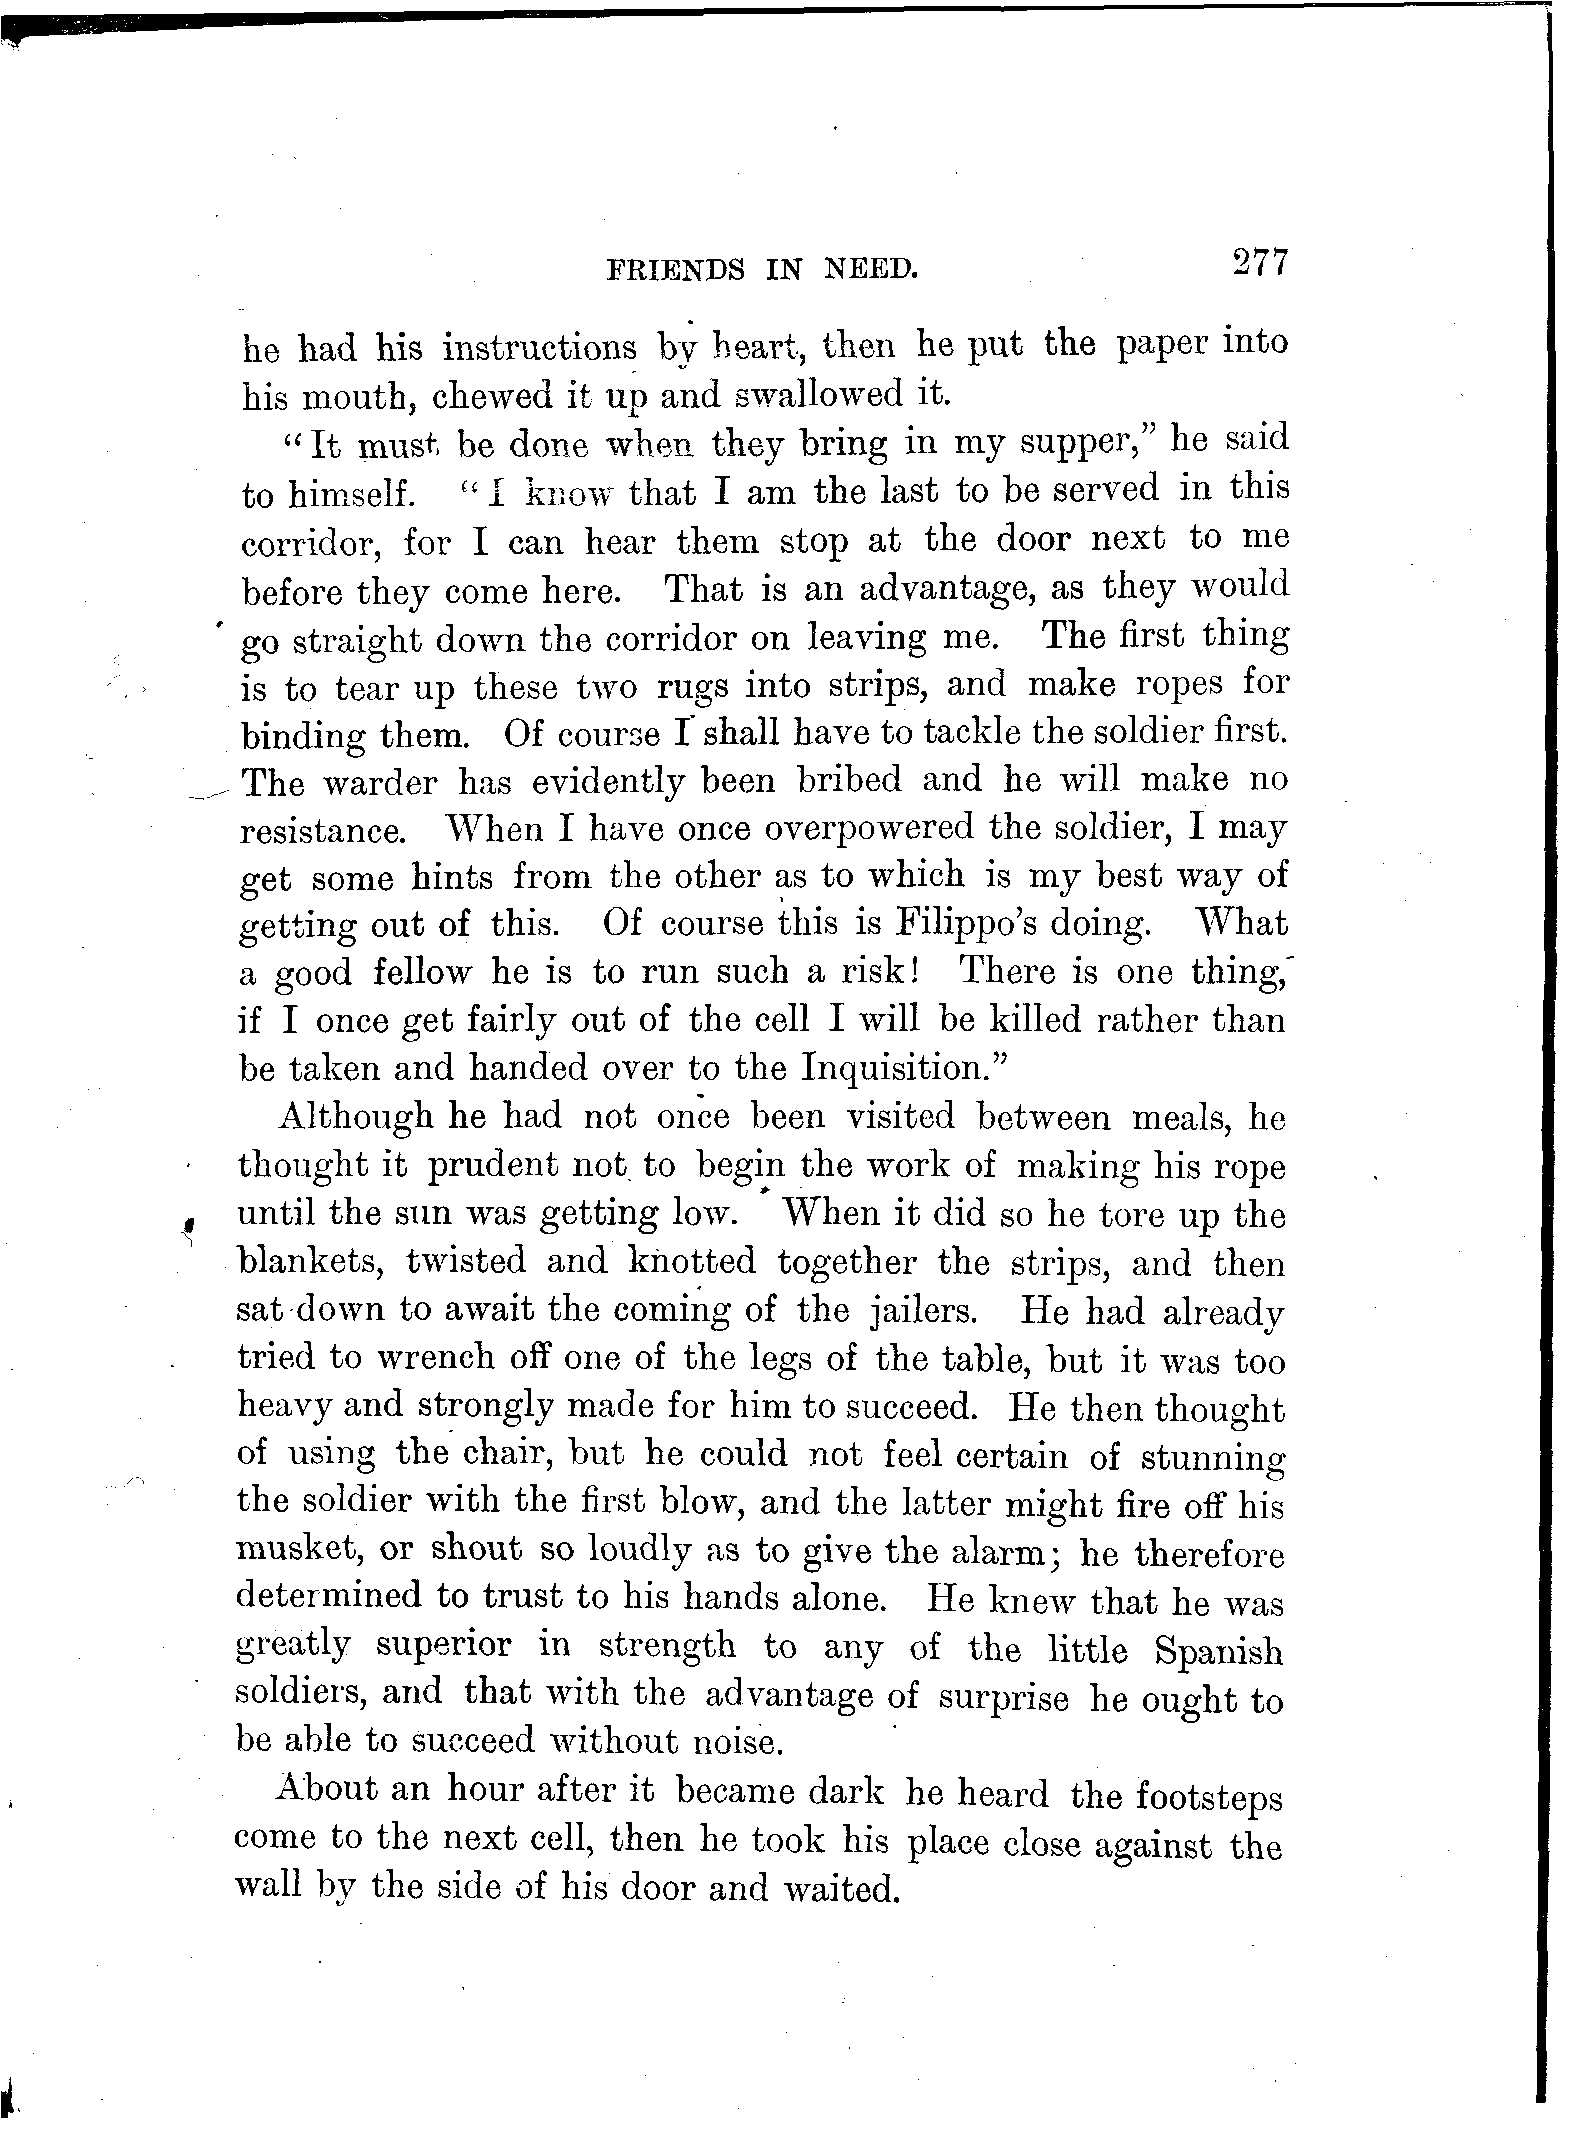 FRIENDS IN NEED. 277
he had his instructions by heart, then he put the paper into
his mouth, chewed it up and swallowed it.
“It must be done when they bring in my supper,” he said
to himself. “I know that I am the last to be served in this
corridor, for I can hear them stop at the door next to me
before they come here. That is an advantage, as they would
go straight down the corridor on leaving me. The first thing
is to tear up these two rugs into strips, and make ropes for
binding them. Of course I shall have to tackle the soldier first.
The warder has evidently been bribed and he will make no
resistance. When I have once overpowered the soldier, I may
get some hints from the other as to which is my best way of
getting out of this. Of course this is Filippo’s doing. What
a good fellow he is to run such a risk! There is one thing,
if I once get fairly out of the cell I will be killed rather than
be taken and handed over to the Inquisition.”
Although he had not once been visited between meals, he
thought it prudent not to begin the work of making his rope
until the sun was getting low. When it did so he tore up the
blankets, twisted and knotted together the strips, and then
sat down to await the coming of the jailers. He had already
tried to wrench off one of the legs of the table, but it was too
heavy and strongly made for him to succeed. He then thought
of using the chair, but he could not feel certain of stunning
the soldier with the first blow, and the latter might fire off his
musket, or shout so loudly as to give the alarm; he therefore
determined to trust to his hands alone. He knew that he was
greatly superior in strength to any of the little Spanish
soldiers, and that with the advantage of surprise he ought to
be able to succeed without noise.
About an hour after it became dark he heard the footsteps
come to the next cell, then he took his place close against the
wall by the side of his door and waited.